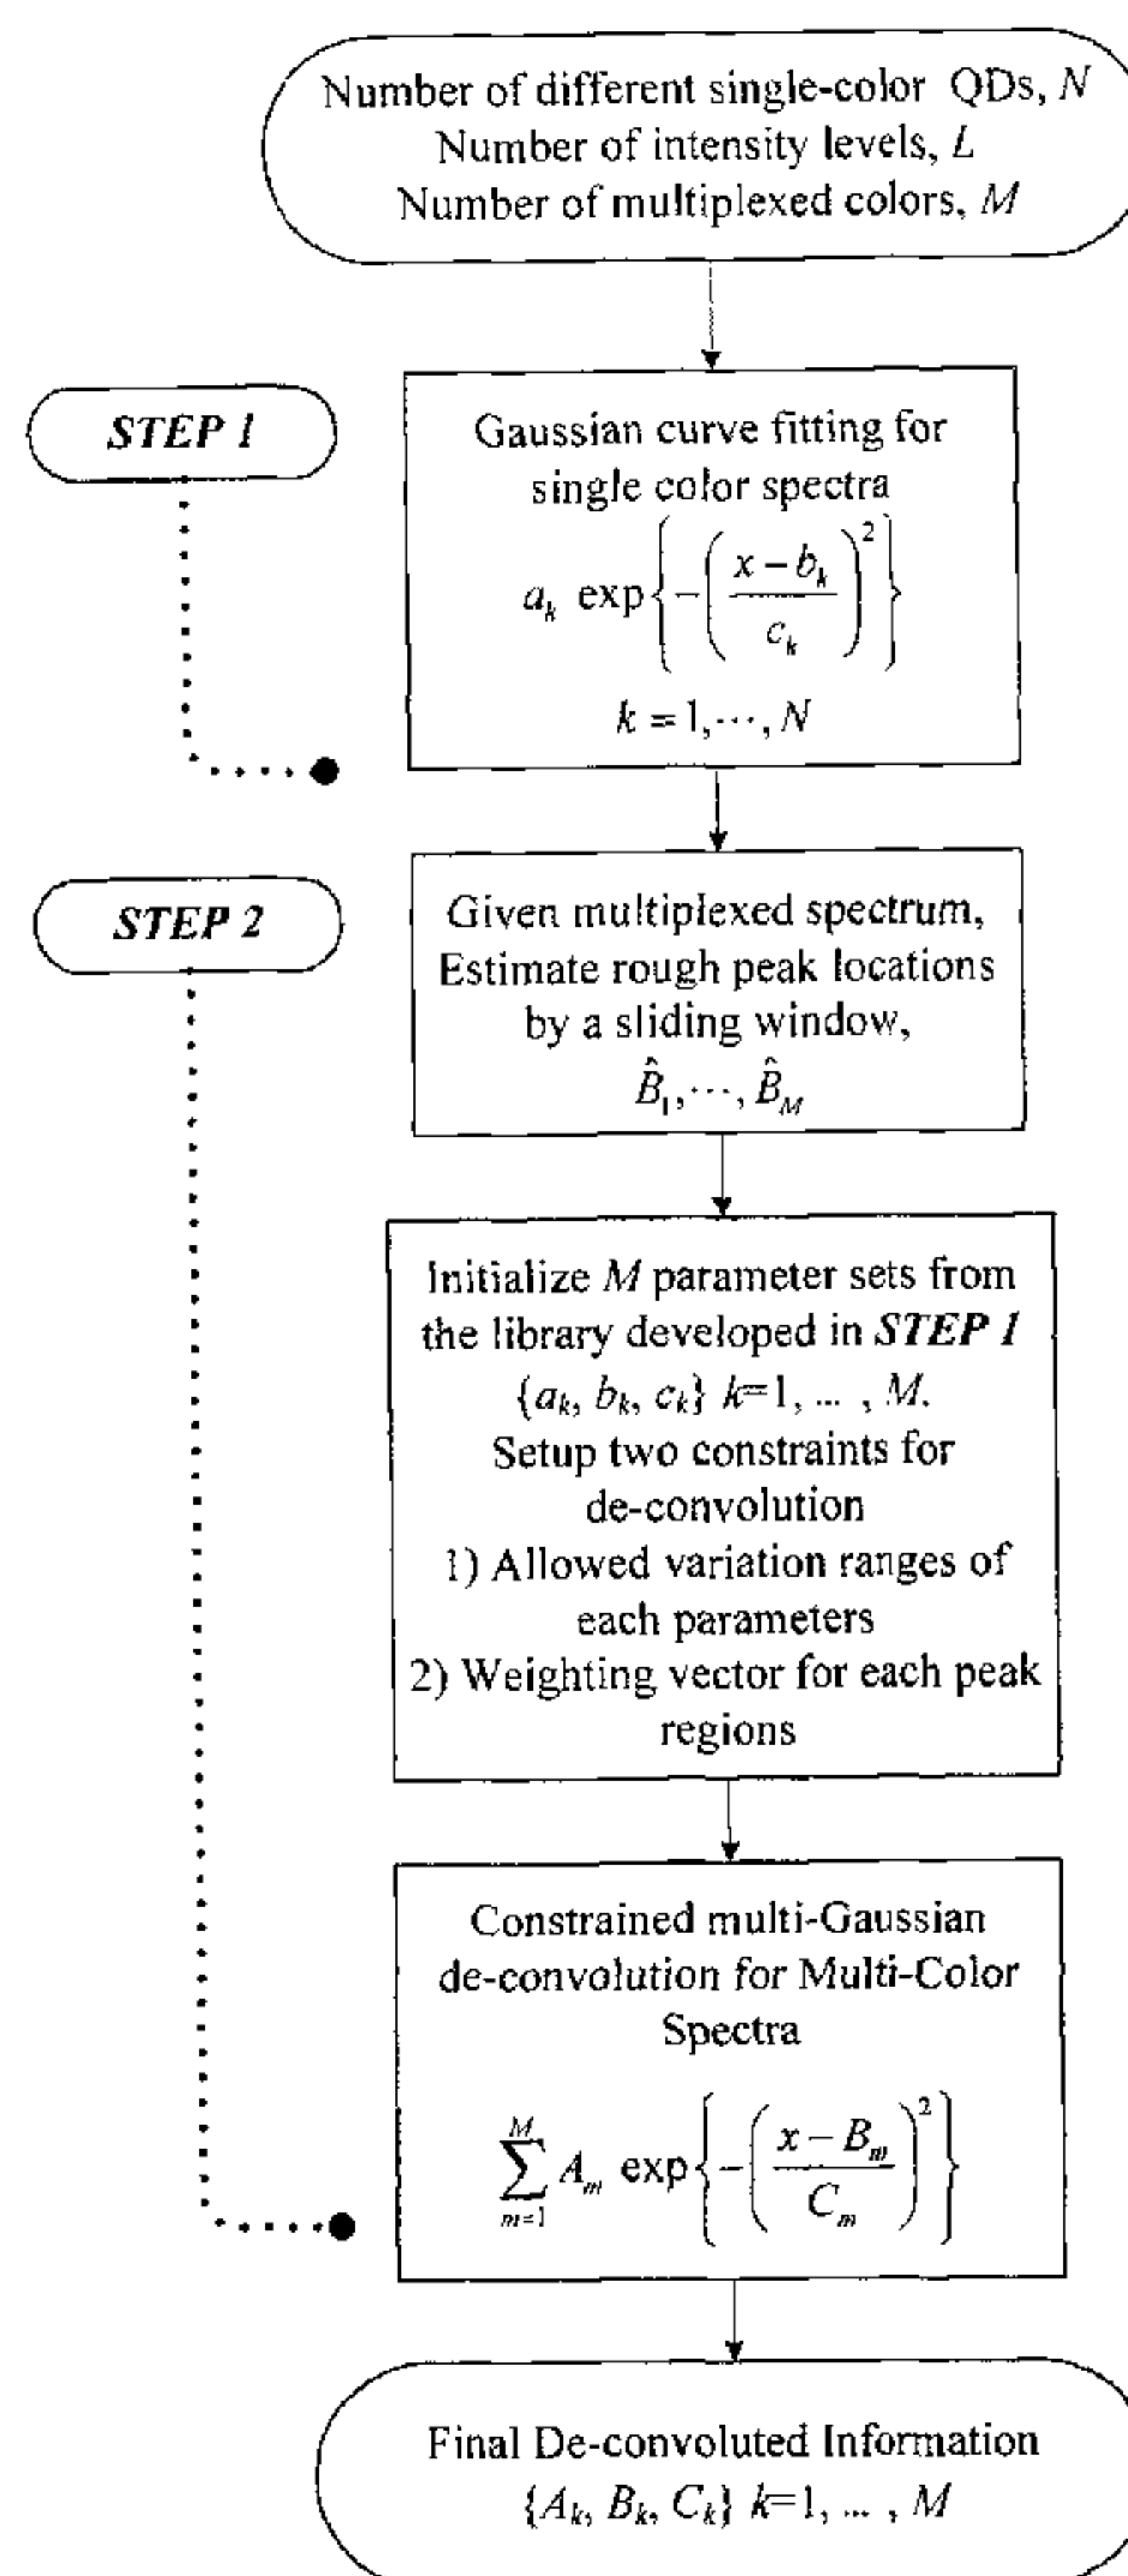 Number of different single-color QDs, N
Number of intensity levels, L
Number of multiplexed colors, M
STEP 1
Gaussian curve fitting for
single color spectra
a_k exp{-((x - b_k)/c_k)^2}
k = 1, ⋯, N
STEP 2
Given multiplexed spectrum,
Estimate rough peak locations
by a sliding window,
B̂_1, ⋯, B̂_M
Initialize M parameter sets from
the library developed in STEP 1
{a_k, b_k, c_k} k=1, ... , M.
Setup two constraints for
de-convolution
1) Allowed variation ranges of
each parameters
2) Weighting vector for each peak
regions
Constrained multi-Gaussian
de-convolution for Multi-Color
Spectra
∑_{m=1}^{M} A_m exp{-((x - B_m)/C_m)^2}
Final De-convoluted Information
{A_k, B_k, C_k} k=1, ... , M